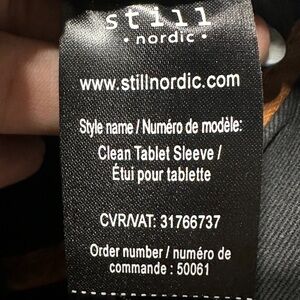 still
• nordic •
www.stillnordic.com
Style name / Numéro de modèle:
Clean Tablet Sleeve /
Étui pour tablette
CVR/VAT: 31766737
Order number / numéro de
commande : 50061